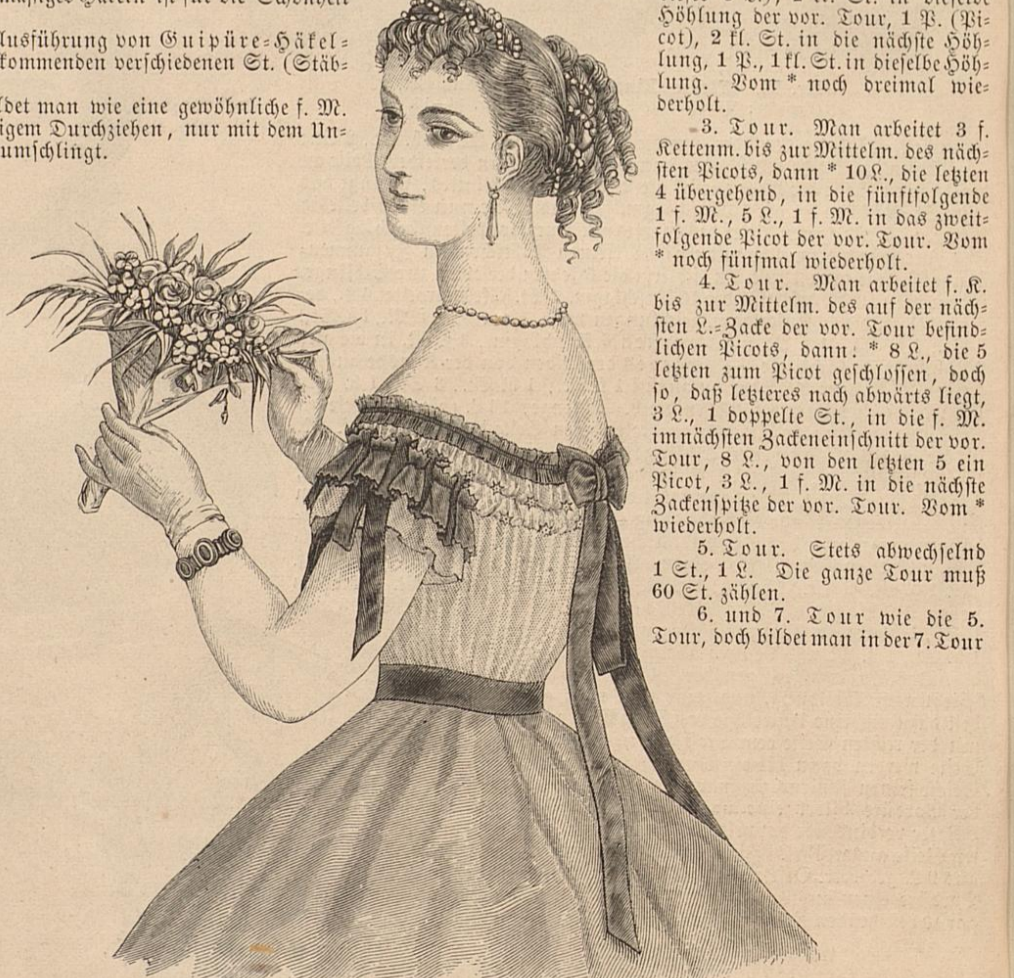 Ausführung von Guipüre-Häkel-
kommenden verschiedenen St. (Stäb-
ldet man wie eine gewöhnliche f. M.
igem Durchziehen, nur mit dem Un-
umschlingt.
Höhlung der vor. Tour, 1 P. (Pi-
cot), 2 kl. St. in die nächste Höh-
lung, 1 P., 1 kl. St. in dieselbe Höh-
lung. Vom * noch dreimal wie-
derholt.
3. Tour. Man arbeitet 3 f.
Kettenm. bis zur Mittelm. des näch-
sten Picots, dann * 10 L., die letzten
4 übergehend, in die fünftfolgende
1 f. M., 5 L., 1 f. M. in das zweit-
folgende Picot der vor. Tour. Vom
* noch fünfmal wiederholt.
4. Tour. Man arbeitet f. K.
bis zur Mittelm. des auf der näch-
sten L.-Zacke der vor. Tour befind-
lichen Picots, dann: * 8 L., die 5
letzten zum Picot geschlossen, doch
so, daß letzteres nach abwärts liegt,
3 L., 1 doppelte St., in die f. M.
im nächsten Zackeneinschnitt der vor.
Tour, 8 L., von den letzten 5 ein
Picot, 3 L., 1 f. M. in die nächste
Zackenspitze der vor. Tour. Vom *
wiederholt.
5. Tour. Stets abwechselnd
1 St., 1 L. Die ganze Tour muß
60 St. zählen.
6. und 7. Tour wie die 5.
Tour, doch bildet man in der 7. Tour